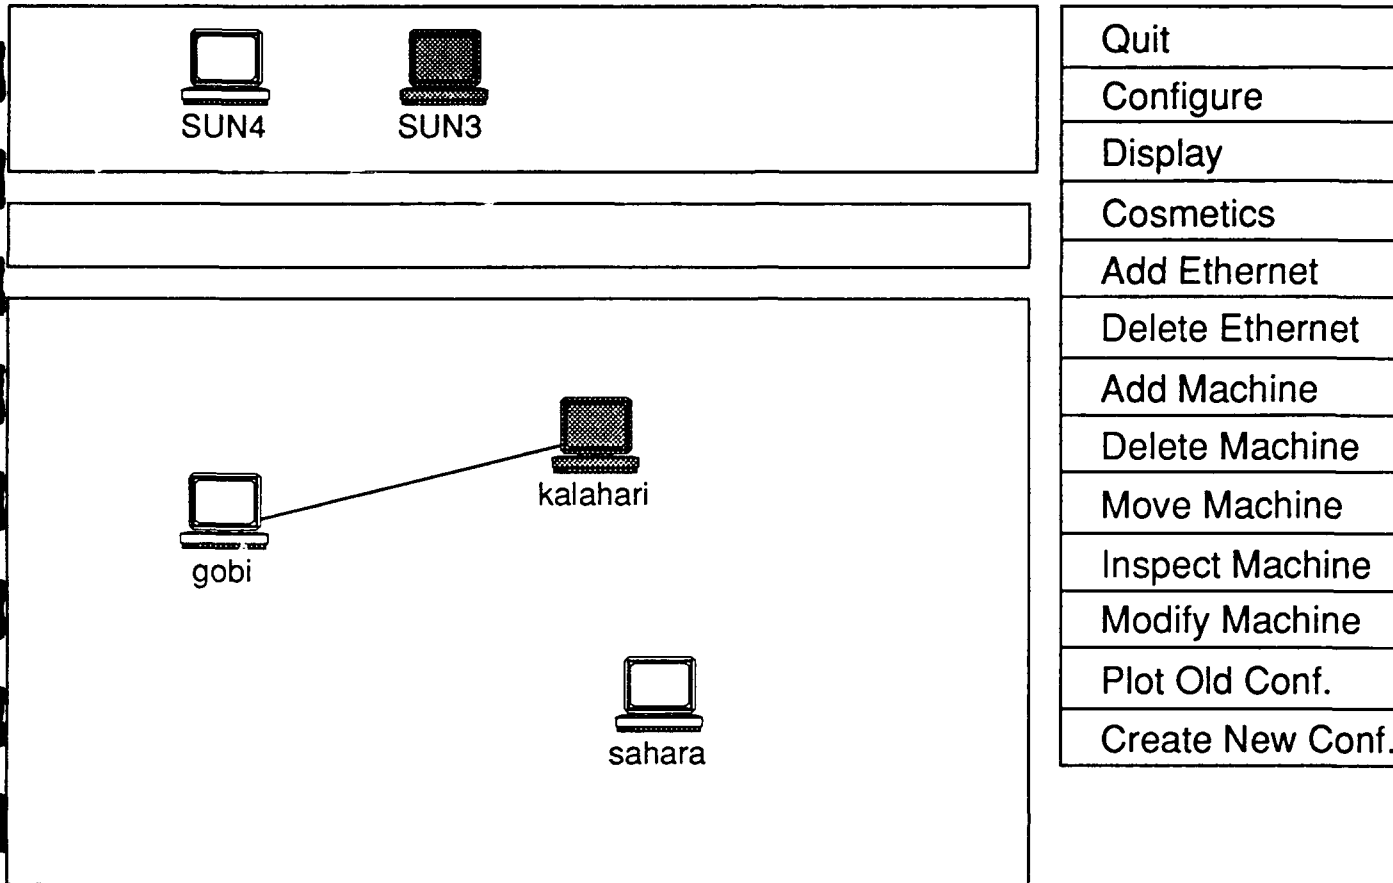 SUN4
SUN3
kalahari
gobi
sahara
Quit
Configure
Display
Cosmetics
Add Ethernet
Delete Ethernet
Add Machine
Delete Machine
Move Machine
Inspect Machine
Modify Machine
Plot Old Conf.
Create New Conf.